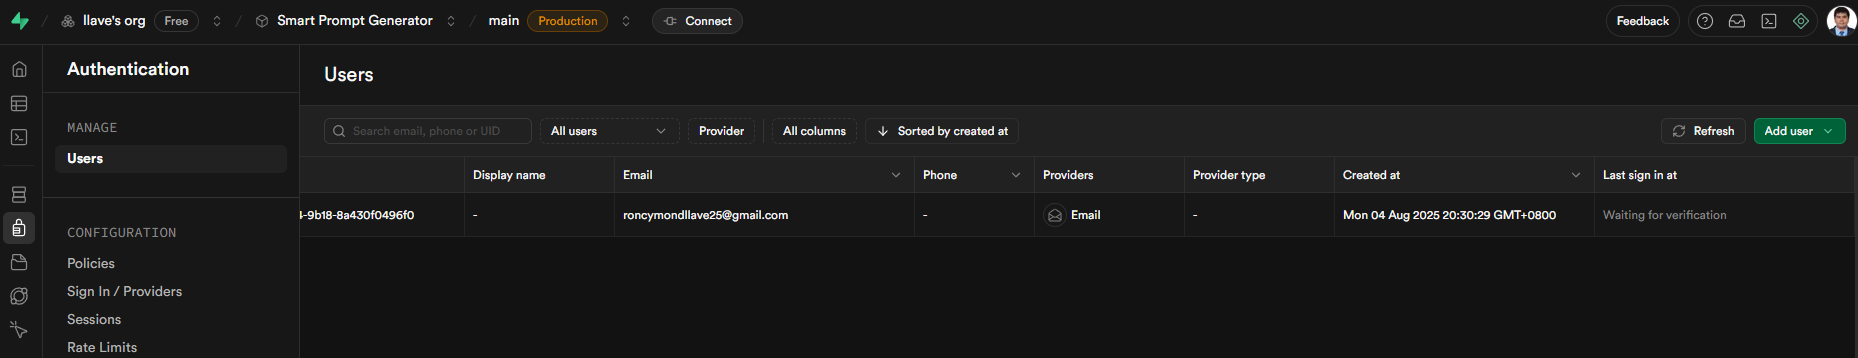 llave's org Free Smart Prompt Generator main Production Connect Feedback
Authentication
Users
MANAGE
Users
CONFIGURATION
Policies
Sign In / Providers
Sessions
Rate Limits
Search email, phone or UID All users Provider All columns Sorted by created at Refresh Add user
Display name Email Phone Providers Provider type Created at Last sign in at
-9b18-8a430f0496f0 - roncymondllave25@gmail.com - Email - Mon 04 Aug 2025 20:30:29 GMT+0800 Waiting for verification